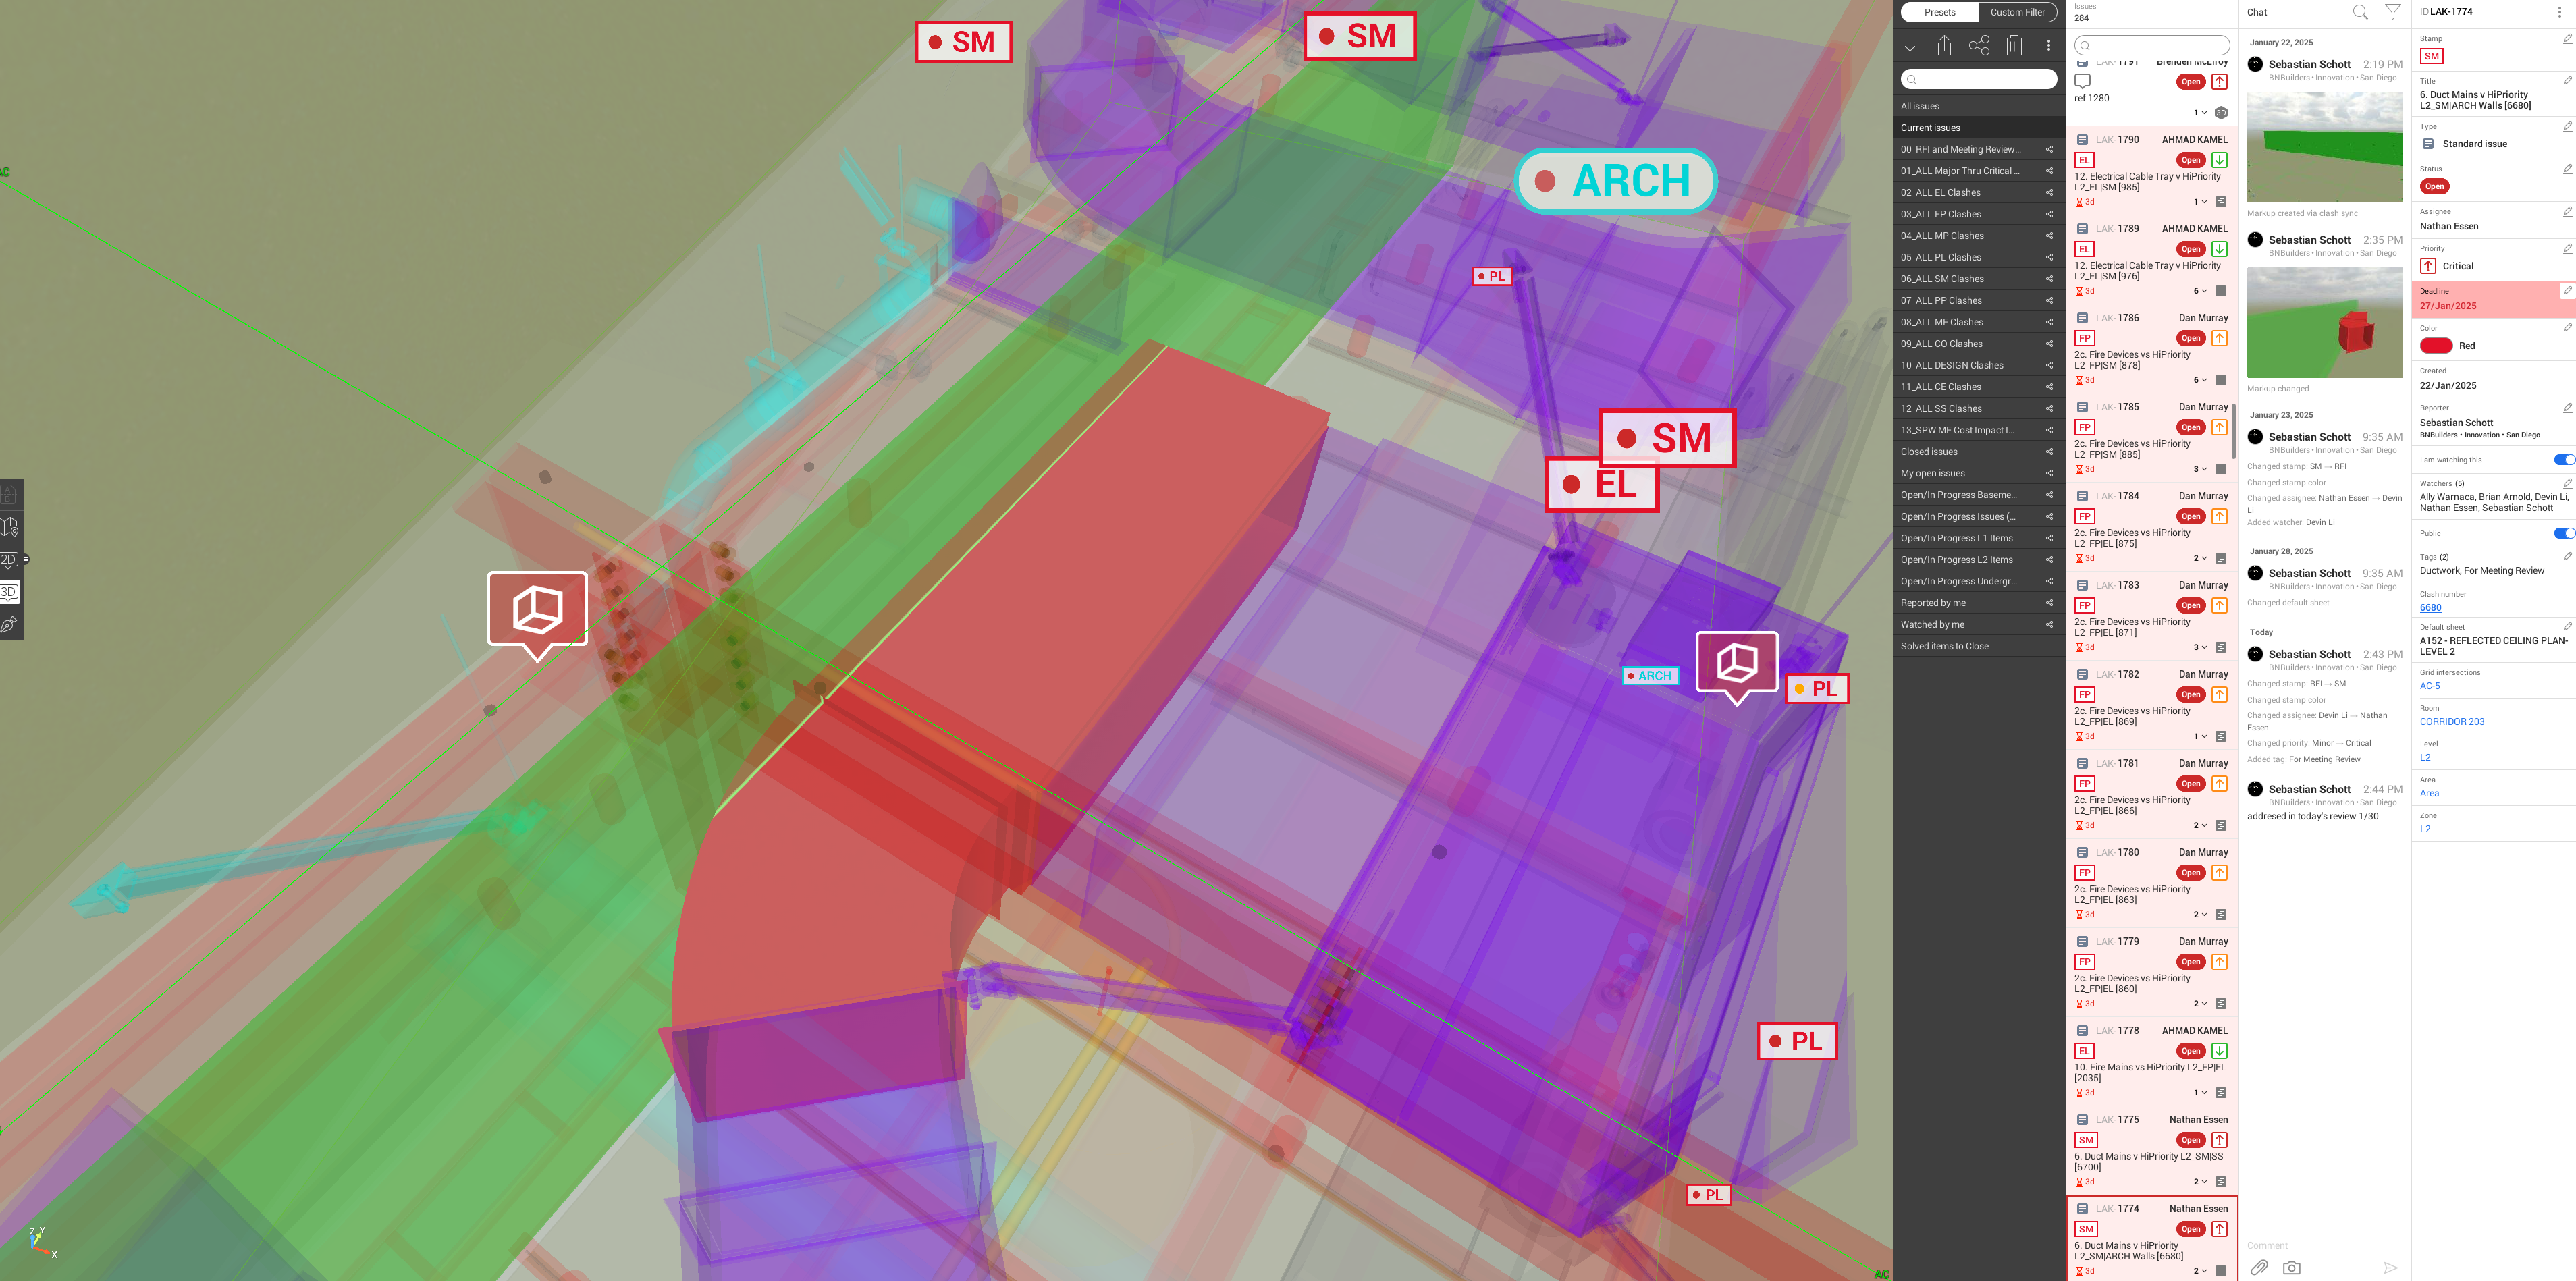 SM
SM
AC
ARCH
PL
SM
EL
ARCH
PL
PL
PL
AC
2D
3D
Z
Y
X
Presets
Custom Filter
All issues
Current issues
00_RFI and Meeting Review...
01_ALL Major Thru Critical ...
02_ALL EL Clashes
03_ALL FP Clashes
04_ALL MP Clashes
05_ALL PL Clashes
06_ALL SM Clashes
07_ALL PP Clashes
08_ALL MF Clashes
09_ALL CO Clashes
10_ALL DESIGN Clashes
11_ALL CE Clashes
12_ALL SS Clashes
13_SPW MF Cost Impact I...
Closed issues
My open issues
Open/In Progress Baseme...
Open/In Progress Issues (...
Open/In Progress L1 Items
Open/In Progress L2 Items
Open/In Progress Undergr...
Reported by me
Watched by me
Solved items to Close
Issues
284
LAK-1791 Brenden McElroy
Open
ref 1280
1
3D
LAK-1790 AHMAD KAMEL
EL Open
12. Electrical Cable Tray v HiPriority
L2_EL|SM [985]
3d 1
LAK-1789 AHMAD KAMEL
EL Open
12. Electrical Cable Tray v HiPriority
L2_EL|SM [976]
3d 6
LAK-1786 Dan Murray
FP Open
2c. Fire Devices vs HiPriority
L2_FP|SM [878]
3d 6
LAK-1785 Dan Murray
FP Open
2c. Fire Devices vs HiPriority
L2_FP|SM [885]
3d 3
LAK-1784 Dan Murray
FP Open
2c. Fire Devices vs HiPriority
L2_FP|EL [875]
3d 2
LAK-1783 Dan Murray
FP Open
2c. Fire Devices vs HiPriority
L2_FP|EL [871]
3d 3
LAK-1782 Dan Murray
FP Open
2c. Fire Devices vs HiPriority
L2_FP|EL [869]
3d 1
LAK-1781 Dan Murray
FP Open
2c. Fire Devices vs HiPriority
L2_FP|EL [866]
3d 2
LAK-1780 Dan Murray
FP Open
2c. Fire Devices vs HiPriority
L2_FP|EL [863]
3d 2
LAK-1779 Dan Murray
FP Open
2c. Fire Devices vs HiPriority
L2_FP|EL [860]
3d 2
LAK-1778 AHMAD KAMEL
EL Open
10. Fire Mains vs HiPriority L2_FP|EL
[2035]
3d 1
LAK-1775 Nathan Essen
SM Open
6. Duct Mains v HiPriority L2_SM|SS
[6700]
3d 2
LAK-1774 Nathan Essen
SM Open
6. Duct Mains v HiPriority
L2_SM|ARCH Walls [6680]
3d 2
Chat
January 22, 2025
Sebastian Schott 2:19 PM
BNBuilders • Innovation • San Diego
Markup created via clash sync
Sebastian Schott 2:35 PM
BNBuilders • Innovation • San Diego
Markup changed
January 23, 2025
Sebastian Schott 9:35 AM
BNBuilders • Innovation • San Diego
Changed stamp: SM → RFI
Changed stamp color
Changed assignee: Nathan Essen → Devin
Li
Added watcher: Devin Li
January 28, 2025
Sebastian Schott 9:35 AM
BNBuilders • Innovation • San Diego
Changed default sheet
Today
Sebastian Schott 2:43 PM
BNBuilders • Innovation • San Diego
Changed stamp: RFI → SM
Changed stamp color
Changed assignee: Devin Li → Nathan
Essen
Changed priority: Minor → Critical
Added tag: For Meeting Review
Sebastian Schott 2:44 PM
BNBuilders • Innovation • San Diego
addresed in today's review 1/30
Comment
ID LAK-1774
Stamp
SM
Title
6. Duct Mains v HiPriority
L2_SM|ARCH Walls [6680]
Type
Standard issue
Status
Open
Assignee
Nathan Essen
Priority
Critical
Deadline
27/Jan/2025
Color
Red
Created
22/Jan/2025
Reporter
Sebastian Schott
BNBuilders • Innovation • San Diego
I am watching this
Watchers (5)
Ally Warnaca, Brian Arnold, Devin Li,
Nathan Essen, Sebastian Schott
Public
Tags (2)
Ductwork, For Meeting Review
Clash number
6680
Default sheet
A152 - REFLECTED CEILING PLAN-
LEVEL 2
Grid intersections
AC-5
Room
CORRIDOR 203
Level
L2
Area
Area
Zone
L2